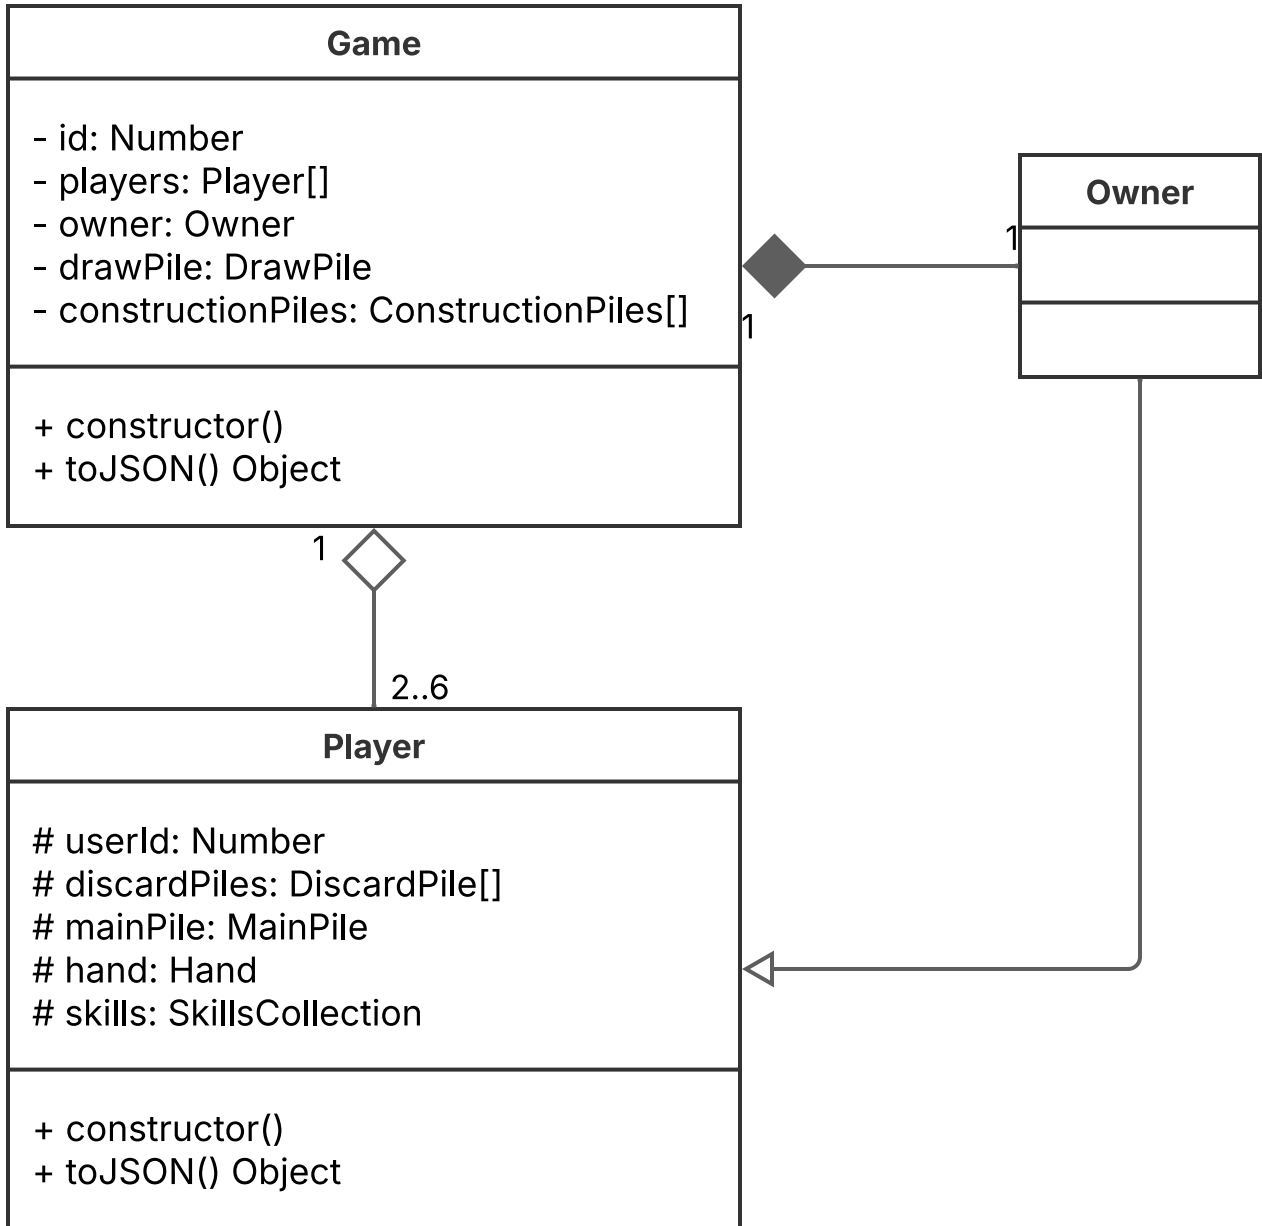 Game
- id: Number
- players: Player[]
- owner: Owner
- drawPile: DrawPile
- constructionPiles: ConstructionPiles[]
+ constructor()
+ toJSON() Object
Owner
1
1
1
2..6
Player
# userId: Number
# discardPiles: DiscardPile[]
# mainPile: MainPile
# hand: Hand
# skills: SkillsCollection
+ constructor()
+ toJSON() Object